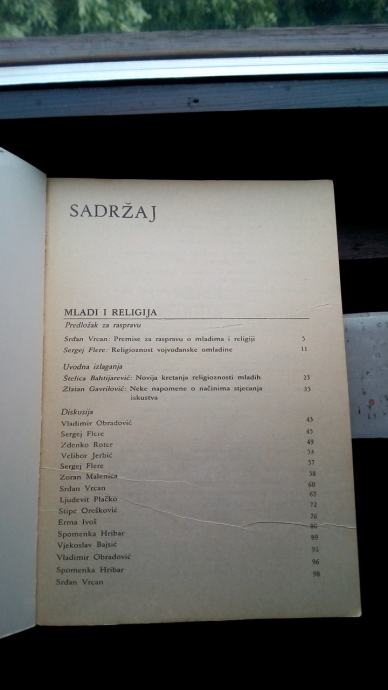 SADRŽAJ
MLADI I RELIGIJA
Predložak za raspravu
Srđan Vrcan: Premise za raspravu o mladima i religiji 5
Sergej Flere: Religioznost vojvođanske omladine 11
Uvodna izlaganja
Štefica Bahtijarević: Novija kretanja religioznosti mladih 23
Zlatan Gavrilović: Neke napomene o načinima stjecanja
iskustva 35
Diskusija
Vladimir Obradović 43
Sergej Flere 45
Zdenko Roter 49
Velibor Jerbić 53
Sergej Flere 57
Zoran Malenica 58
Srđan Vrcan 60
Ljudevit Plačko 65
Stipe Orešković 72
Erma Ivoš 76
Spomenka Hribar 80
Vjekoslav Bajsić 89
Vladimir Obradović 91
Spomenka Hribar 96
Srđan Vrcan 98